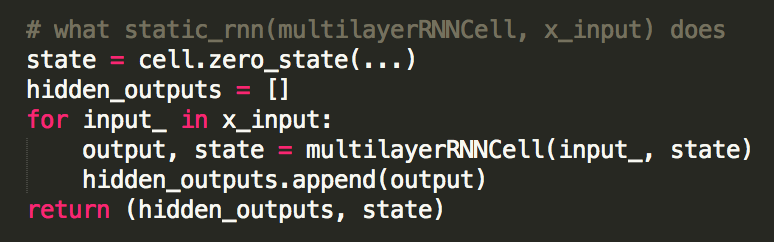 # what static_rnn(multilayerRNNCell, x_input) does
state = cell.zero_state(...)
hidden_outputs = []
for input_ in x_input:
    output, state = multilayerRNNCell(input_, state)
    hidden_outputs.append(output)
return (hidden_outputs, state)